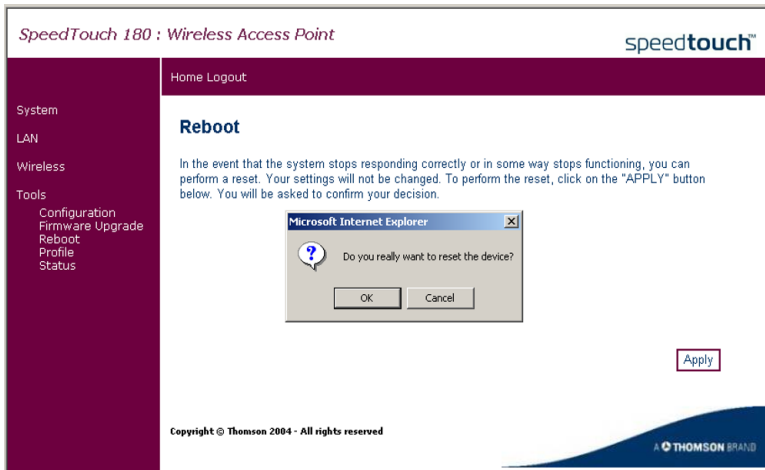 SpeedTouch 180 : Wireless Access Point
speedtouch™
Home Logout
System
LAN
Wireless
Tools
Configuration
Firmware Upgrade
Reboot
Profile
Status
Reboot
In the event that the system stops responding correctly or in some way stops functioning, you can
perform a reset. Your settings will not be changed. To perform the reset, click on the "APPLY" button
below. You will be asked to confirm your decision.
Microsoft Internet Explorer
Do you really want to reset the device?
OK
Cancel
Apply
Copyright © Thomson 2004 - All rights reserved
A THOMSON BRAND